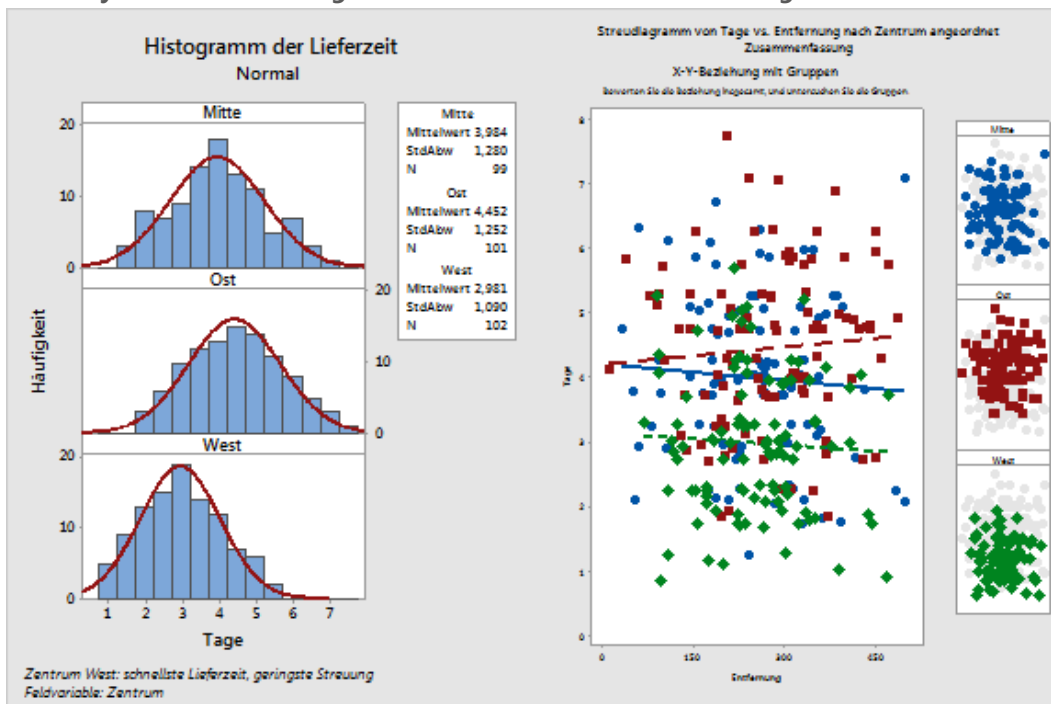 Histogramm der Lieferzeit
Normal
Mitte
20
10
0
Ost
20
10
0
West
20
10
0
Häufigkeit
1 2 3 4 5 6 7
Tage
Mitte
Mittelwert 3,984
StdAbw 1,280
N 99
Ost
Mittelwert 4,452
StdAbw 1,252
N 101
West
Mittelwert 2,981
StdAbw 1,090
N 102
Zentrum West: schnellste Lieferzeit, geringste Streuung
Feldvariable: Zentrum
Streudiagramm von Tage vs. Entfernung nach Zentrum angeordnet
Zusammenfassung
X-Y-Beziehung mit Gruppen
Bewerten Sie die Beziehung insgesamt, und untersuchen Sie die Gruppen.
8
7
6
5
4
3
2
1
0
Tage
0 150 300 450
Entfernung
Mitte
Ost
West